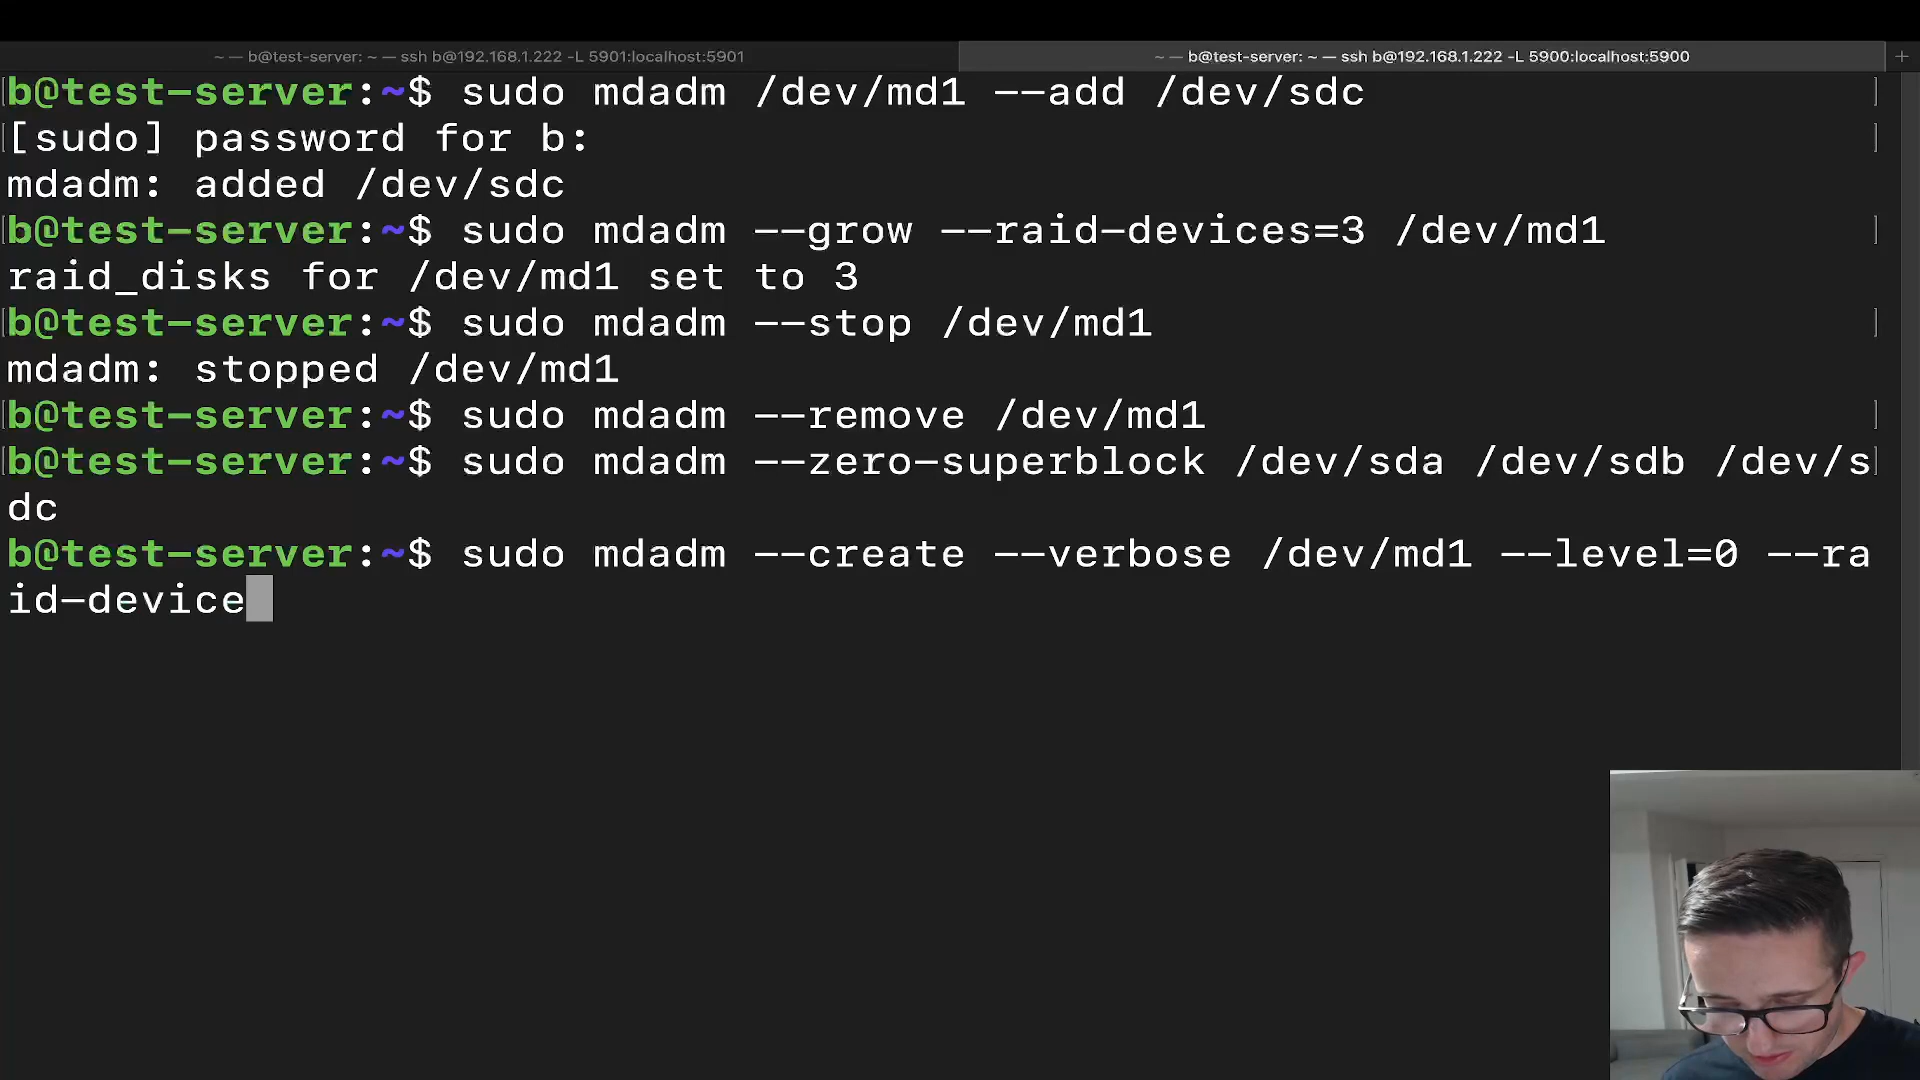 ~ — b@test-server: ~ — ssh b@192.168.1.222 -L 5901:localhost:5901
~ — b@test-server: ~ — ssh b@192.168.1.222 -L 5900:localhost:5900
+
b@test-server:~$ sudo mdadm /dev/md1 --add /dev/sdc
[sudo] password for b:
mdadm: added /dev/sdc
b@test-server:~$ sudo mdadm --grow --raid-devices=3 /dev/md1
raid_disks for /dev/md1 set to 3
b@test-server:~$ sudo mdadm --stop /dev/md1
mdadm: stopped /dev/md1
b@test-server:~$ sudo mdadm --remove /dev/md1
b@test-server:~$ sudo mdadm --zero-superblock /dev/sda /dev/sdb /dev/s
dc
b@test-server:~$ sudo mdadm --create --verbose /dev/md1 --level=0 --ra
id-device